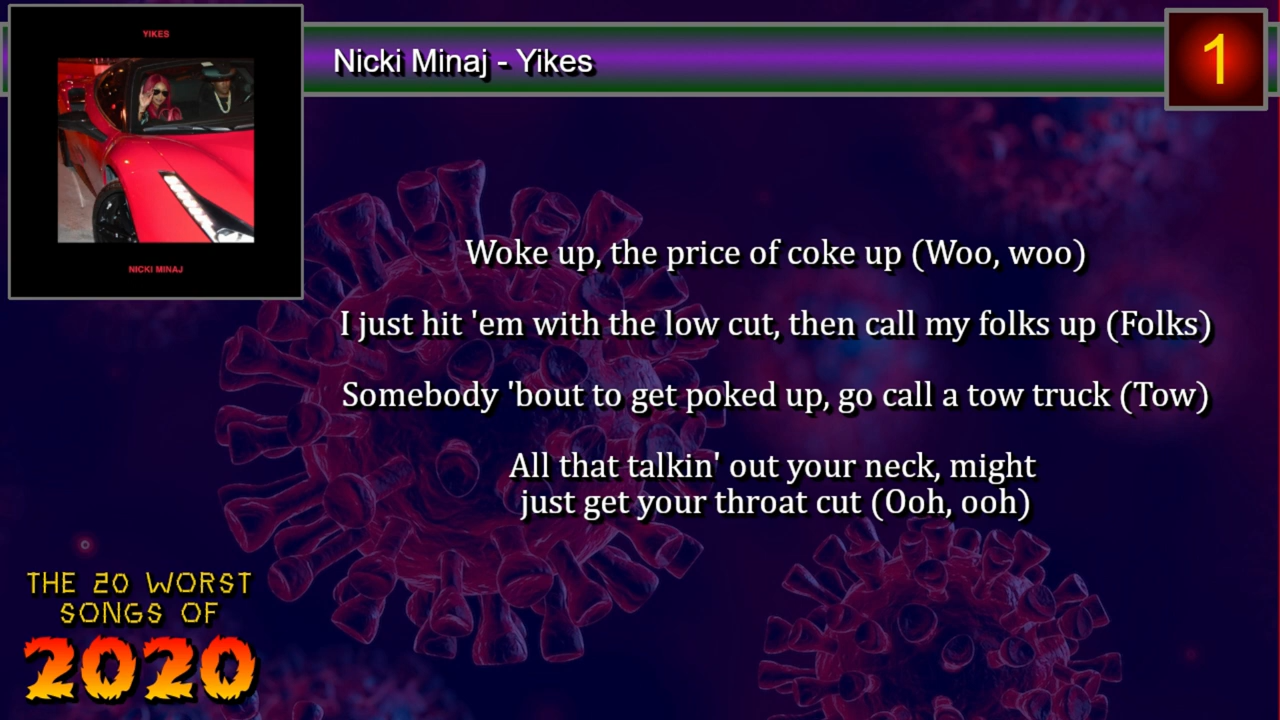 YIKES
NICKI MINAJ
Nicki Minaj - Yikes
1
Woke up, the price of coke up (Woo, woo)
I just hit 'em with the low cut, then call my folks up (Folks)
Somebody 'bout to get poked up, go call a tow truck (Tow)
All that talkin' out your neck, might
just get your throat cut (Ooh, ooh)
THE 20 WORST
SONGS OF
2020